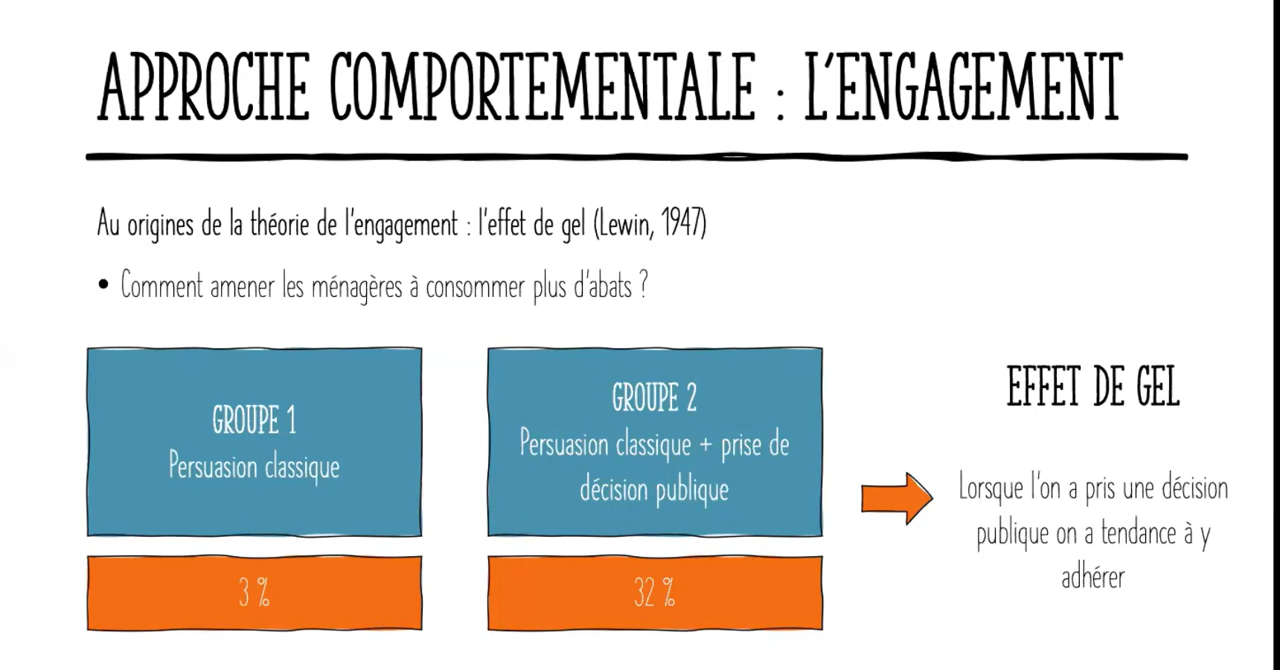 APPROCHE COMPORTEMENTALE : L'ENGAGEMENT
Au origines de la théorie de l'engagement : l'effet de gel (Lewin, 1947)
• Comment amener les ménagères à consommer plus d'abats ?
GROUPE 1
Persuasion classique
3 %
GROUPE 2
Persuasion classique + prise de
décision publique
32 %
EFFET DE GEL
Lorsque l'on a pris une décision
publique on a tendance à y
adhérer